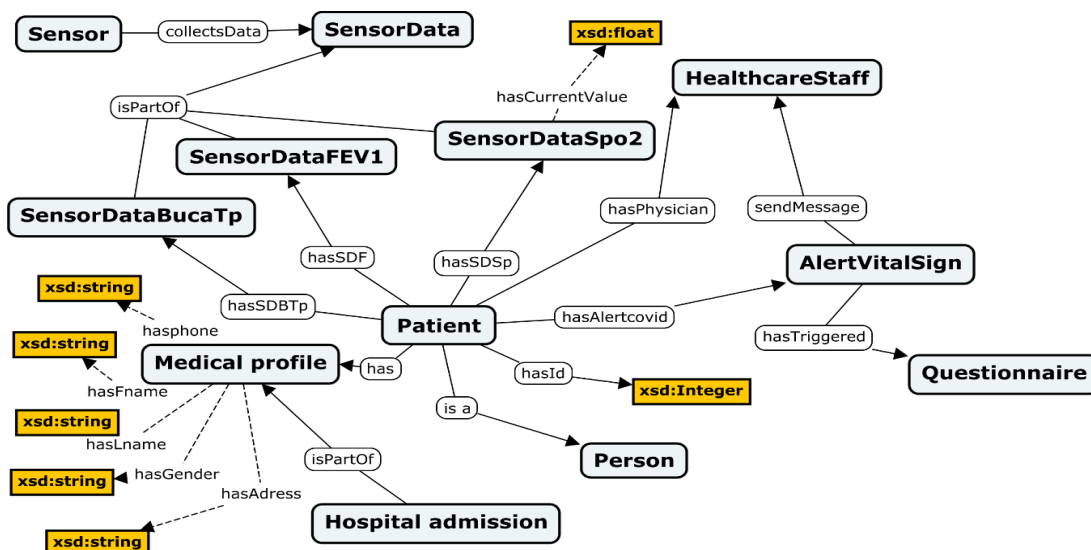 Sensor
collectsData
SensorData
xsd:float
HealthcareStaff
hasCurrentValue
isPartOf
SensorDataSpo2
SensorDataFEV1
SensorDataBucaTp
hasPhysician
sendMessage
hasSDF
hasSDSp
AlertVitalSign
xsd:string
hasSDBTp
hasphone
Patient
hasAlertcovid
hasTriggered
xsd:string
Medical profile
has
hasId
Questionnaire
hasFname
xsd:Integer
is a
xsd:string
hasLname
isPartOf
Person
xsd:string
hasGender
hasAdress
Hospital admission
xsd:string